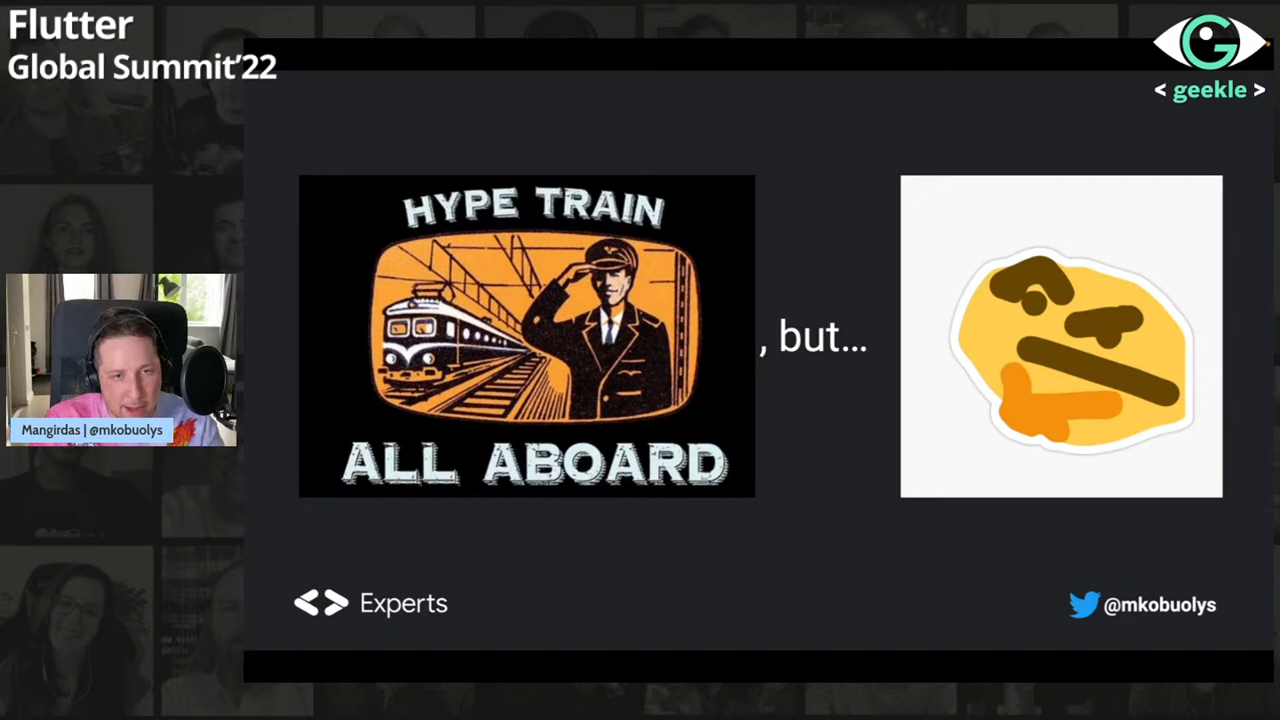 Flutter
Global Summit'22
< geekle >
HYPE TRAIN
ALL ABOARD
, but...
Mangirdas | @mkobuolys
Experts
@mkobuolys